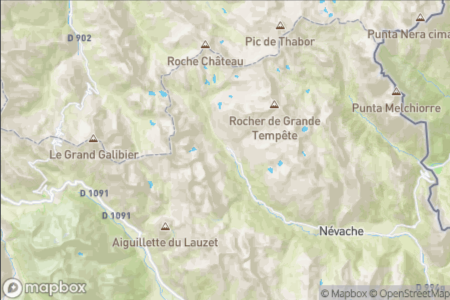 D 902
Pic de Thabor
Punta Nera cima
Roche Château
Punta Melchiorre
Rocher de Grande
Tempête
Le Grand Galibier
D 1091
D 1091
Névache
Aiguillette du Lauzet
mapbox
© Mapbox © OpenStreetMap